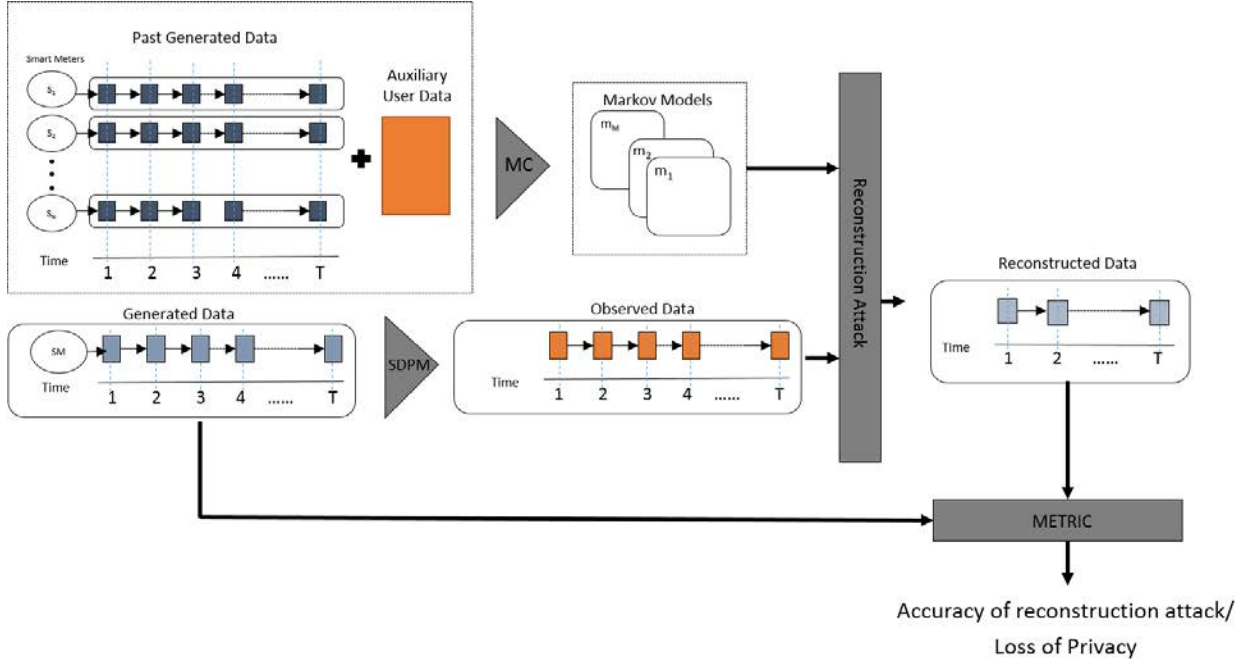 Past Generated Data
Smart Meters
S1
S2
Time
1 2 3 4 ...... T
Auxiliary
User Data
MC
Markov Models
mM
m2
m1
Reconstruction Attack
Generated Data
SM
Time
1 2 3 4 ...... T
SDPM
Observed Data
Time
1 2 3 4 ...... T
Reconstructed Data
Time
1 2 ...... T
METRIC
Accuracy of reconstruction attack/
Loss of Privacy